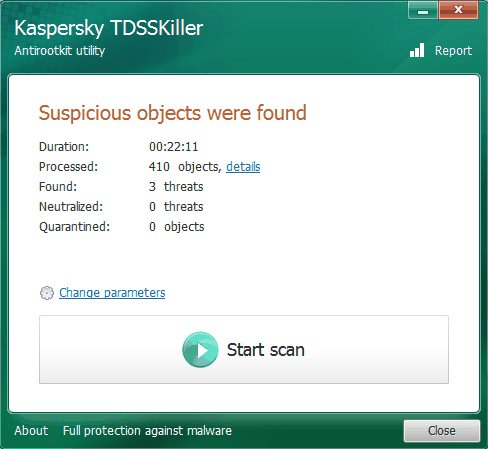 Kaspersky TDSSKiller
Antirootkit utility
Report
Suspicious objects were found
Duration: 00:22:11
Processed: 410 objects, details
Found: 3 threats
Neutralized: 0 threats
Quarantined: 0 objects
Change parameters
Start scan
About Full protection against malware Close